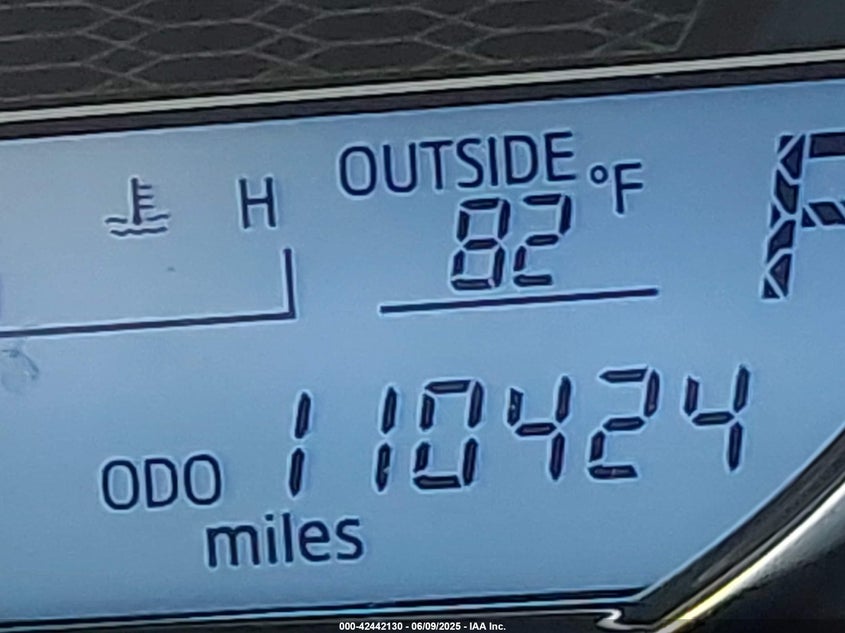 OUTSIDE
H
82 °F
P
ODO 110424
miles
000-42442130 - 06/09/2025 - IAA Inc.